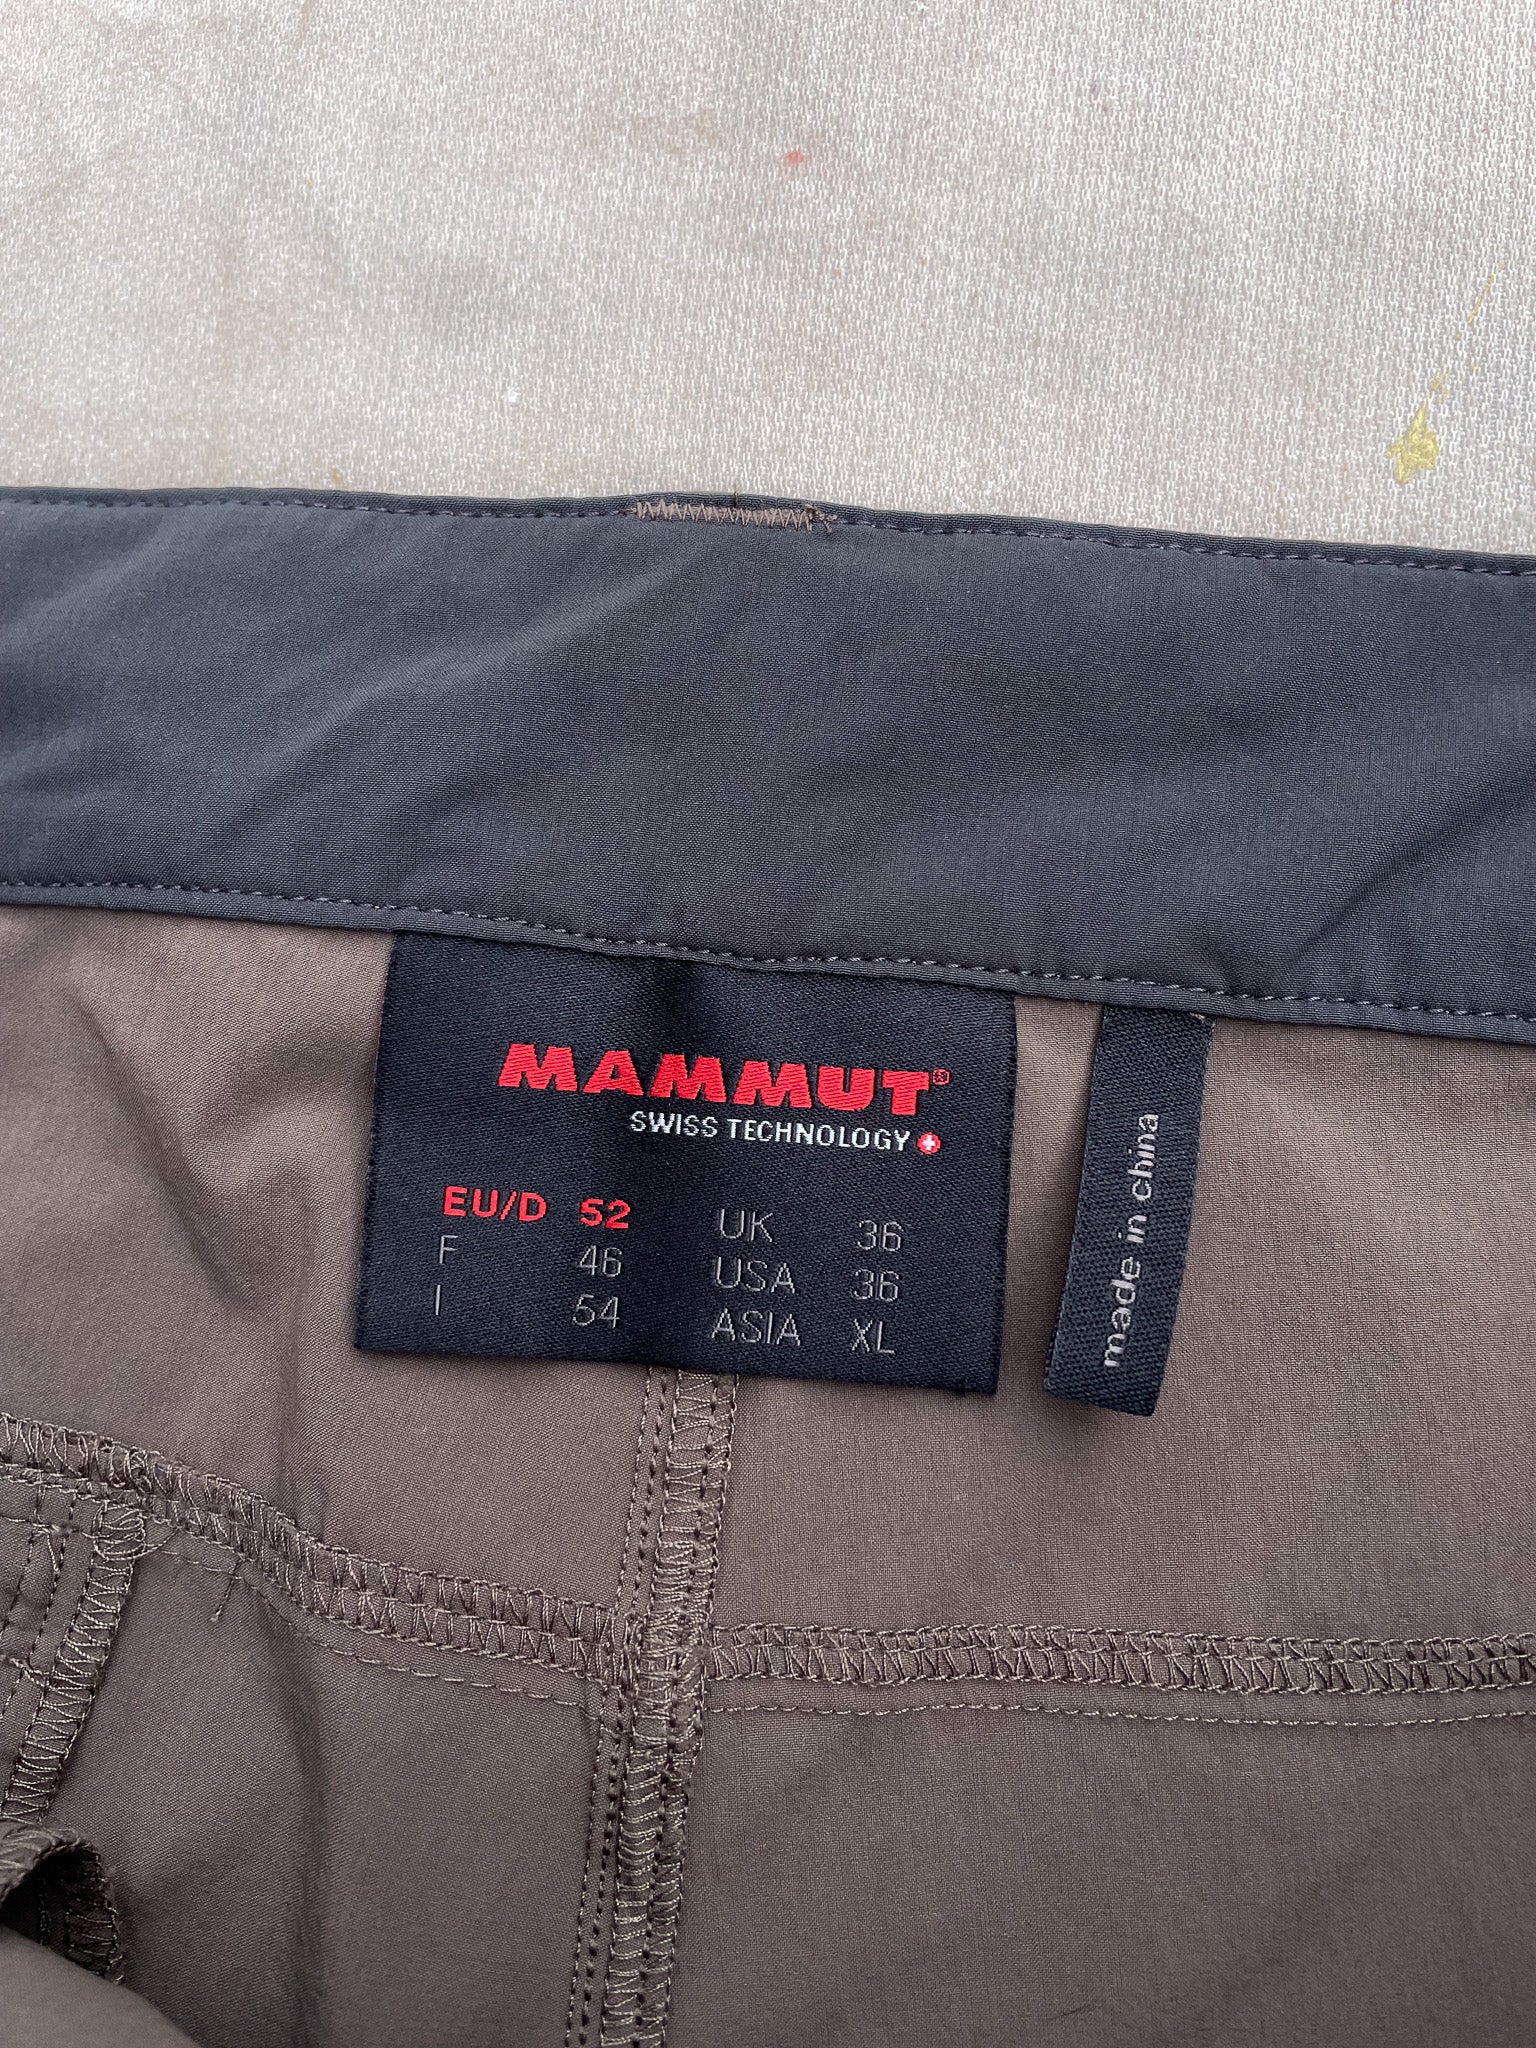 MAMMUT®
SWISS TECHNOLOGY
EU/D 52 UK 36
F 46 USA 36
I 54 ASIA XL
made in china